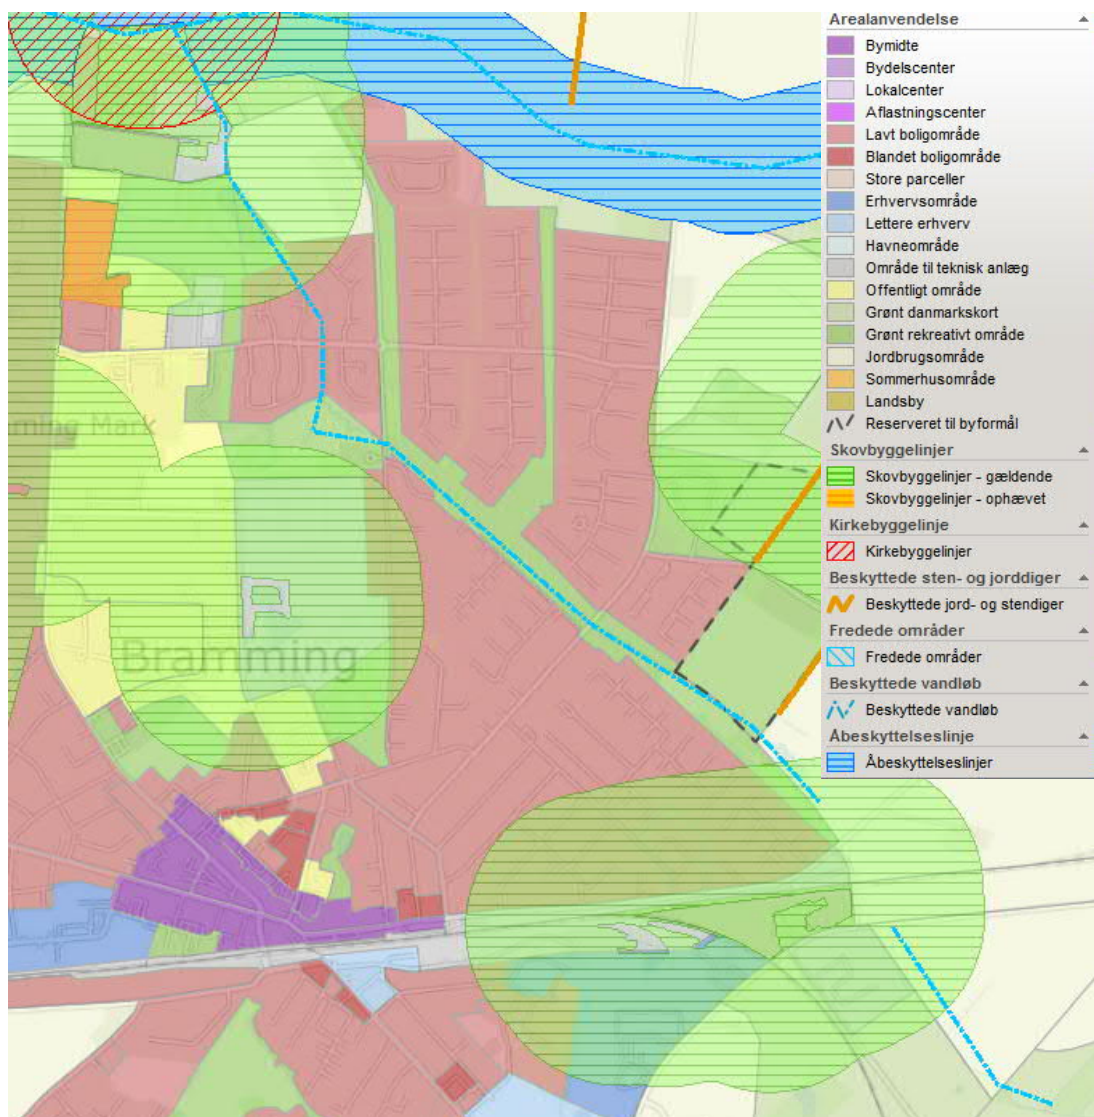 Arealanvendelse
Bymidte
Bydelscenter
Lokalcenter
Aflastningscenter
Lavt boligområde
Blandet boligområde
Store parceller
Erhvervsområde
Lettere erhverv
Havneområde
Område til teknisk anlæg
Offentligt område
Grønt danmarkskort
Grønt rekreativt område
Jordbrugsområde
Sommerhusområde
Landsby
Reserveret til byformål
Skovbyggelinjer
Skovbyggelinjer - gældende
Skovbyggelinjer - ophævet
Kirkebyggelinje
Kirkebyggelinjer
Beskyttede sten- og jorddiger
Beskyttede jord- og stendiger
Fredede områder
Fredede områder
Beskyttede vandløb
Beskyttede vandløb
Åbeskyttelseslinje
Åbeskyttelseslinjer
ming Mark
Bramming